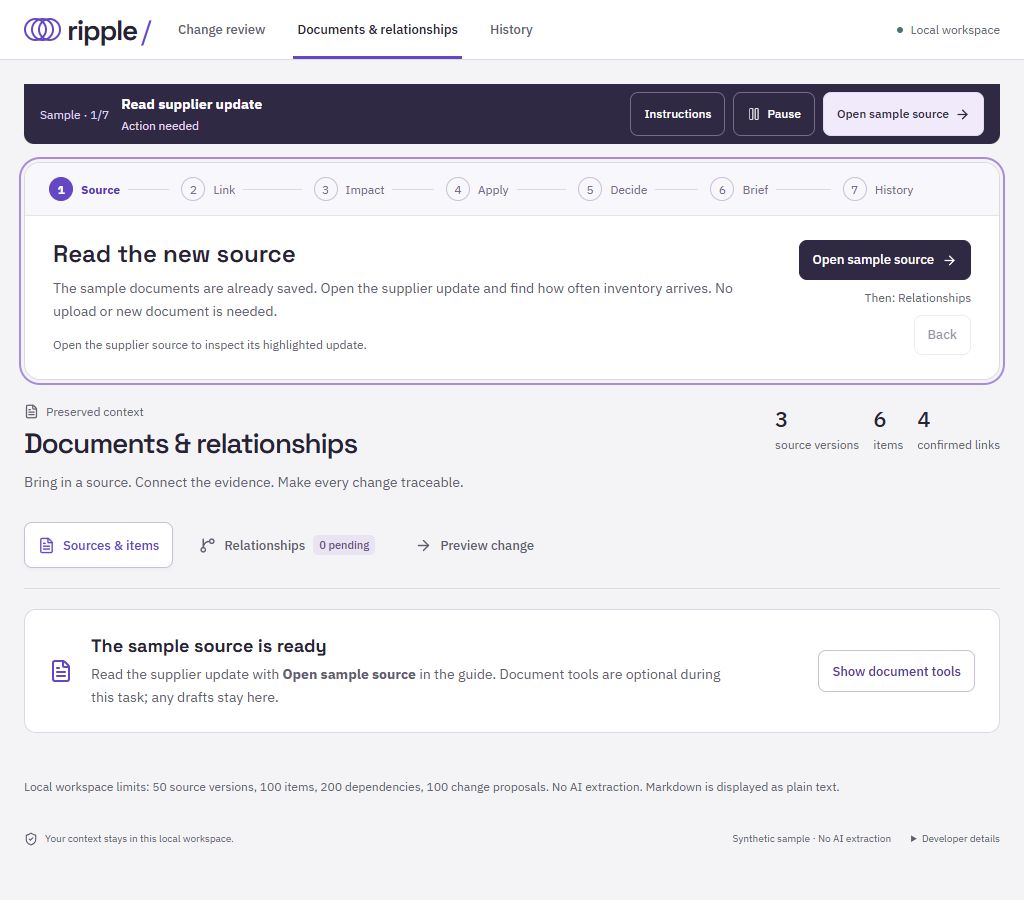 ripple/
Change review
Documents & relationships
History
Local workspace
Sample · 1/7
Read supplier update
Action needed
Instructions
Pause
Open sample source →
1 Source
2 Link
3 Impact
4 Apply
5 Decide
6 Brief
7 History
Read the new source
The sample documents are already saved. Open the supplier update and find how often inventory arrives. No
upload or new document is needed.
Open the supplier source to inspect its highlighted update.
Open sample source →
Then: Relationships
Back
Preserved context
Documents & relationships
Bring in a source. Connect the evidence. Make every change traceable.
3
source versions
6
items
4
confirmed links
Sources & items
Relationships 0 pending
→ Preview change
The sample source is ready
Read the supplier update with Open sample source in the guide. Document tools are optional during
this task; any drafts stay here.
Show document tools
Local workspace limits: 50 source versions, 100 items, 200 dependencies, 100 change proposals. No AI extraction. Markdown is displayed as plain text.
Your context stays in this local workspace.
Synthetic sample · No AI extraction
▶ Developer details